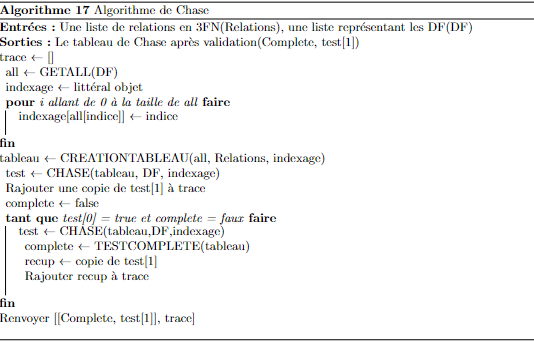 Algorithme 17 Algorithme de Chase
Entrées : Une liste de relations en 3FN(Relations), une liste représentant les DF(DF)
Sorties : Le tableau de Chase après validation(Complete, test[1])
trace ← []
all ← GETALL(DF)
indexage ← littéral objet
pour i allant de 0 à la taille de all faire
indexage[all[indice]] ← indice
fin
tableau ← CREATIONTABLEAU(all, Relations, indexage)
test ← CHASE(tableau, DF, indexage)
Rajouter une copie de test[1] à trace
complete ← false
tant que test[0] = true et complete = faux faire
test ← CHASE(tableau,DF,indexage)
complete ← TESTCOMPLETE(tableau)
recup ← copie de test[1]
Rajouter recup à trace
fin
Renvoyer [[Complete, test[1]], trace]